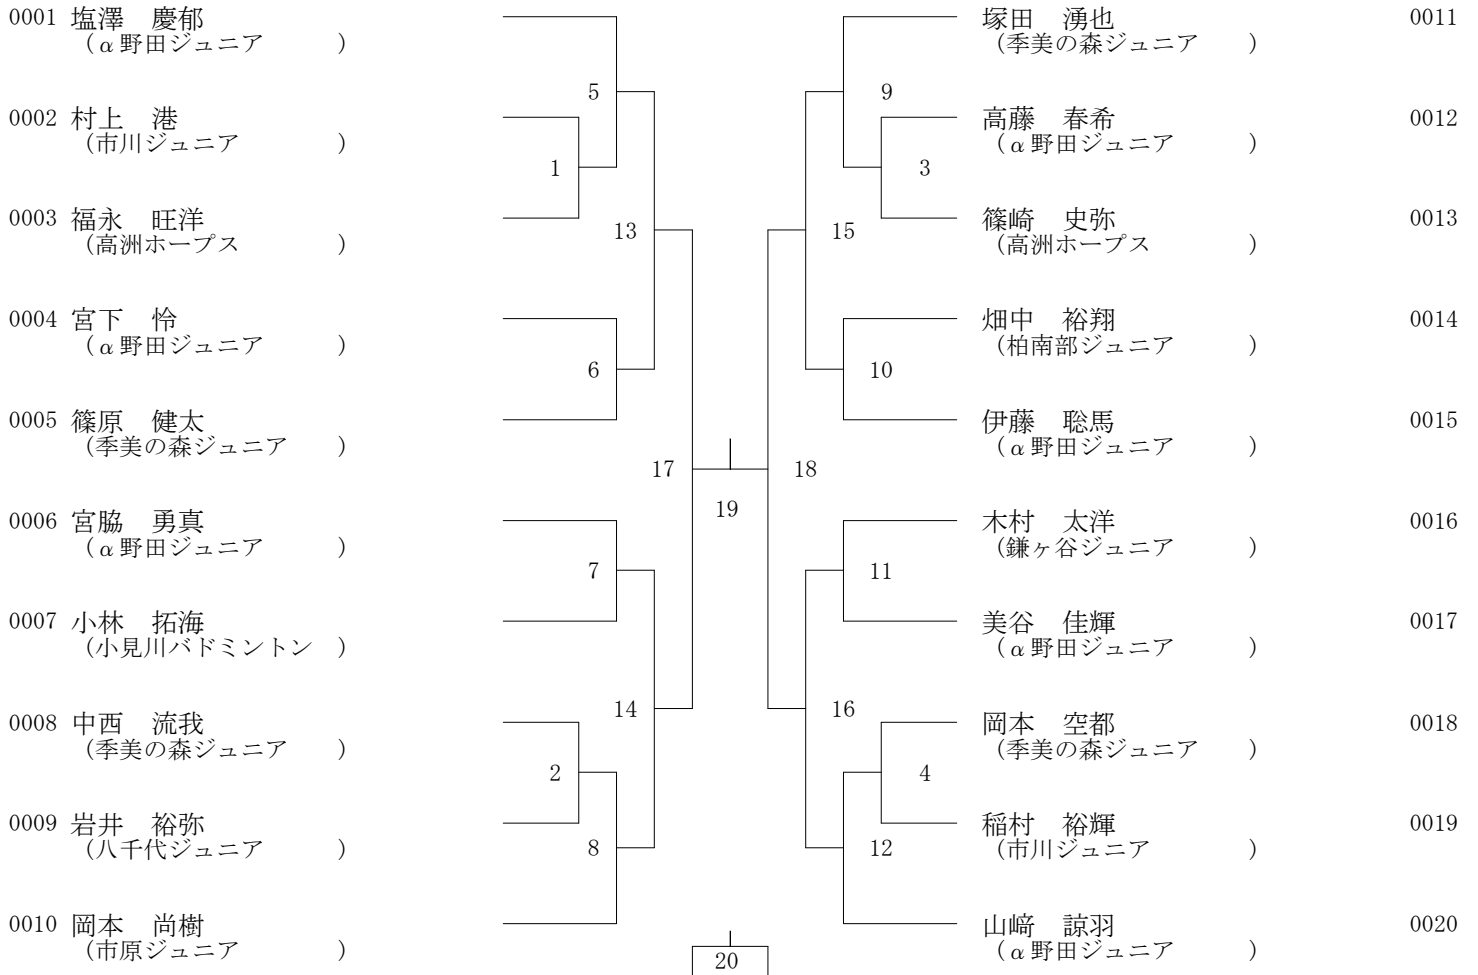 0001 塩澤　慶郁
（α野田ジュニア　）
0002 村上　港
（市川ジュニア　）
0003 福永　旺洋
（高洲ホープス　）
0004 宮下　怜
（α野田ジュニア　）
0005 篠原　健太
（季美の森ジュニア　）
0006 宮脇　勇真
（α野田ジュニア　）
0007 小林　拓海
（小見川バドミントン　）
0008 中西　流我
（季美の森ジュニア　）
0009 岩井　裕弥
（八千代ジュニア　）
0010 岡本　尚樹
（市原ジュニア　）
5
1
13
6
17
7
14
2
8
19
20
9
3
15
10
18
11
16
4
12
塚田　湧也 0011
（季美の森ジュニア　）
高藤　春希 0012
（α野田ジュニア　）
篠崎　史弥 0013
（高洲ホープス　）
畑中　裕翔 0014
（柏南部ジュニア　）
伊藤　聡馬 0015
（α野田ジュニア　）
木村　太洋 0016
（鎌ヶ谷ジュニア　）
美谷　佳輝 0017
（α野田ジュニア　）
岡本　空都 0018
（季美の森ジュニア　）
稲村　裕輝 0019
（市川ジュニア　）
山﨑　諒羽 0020
（α野田ジュニア　）